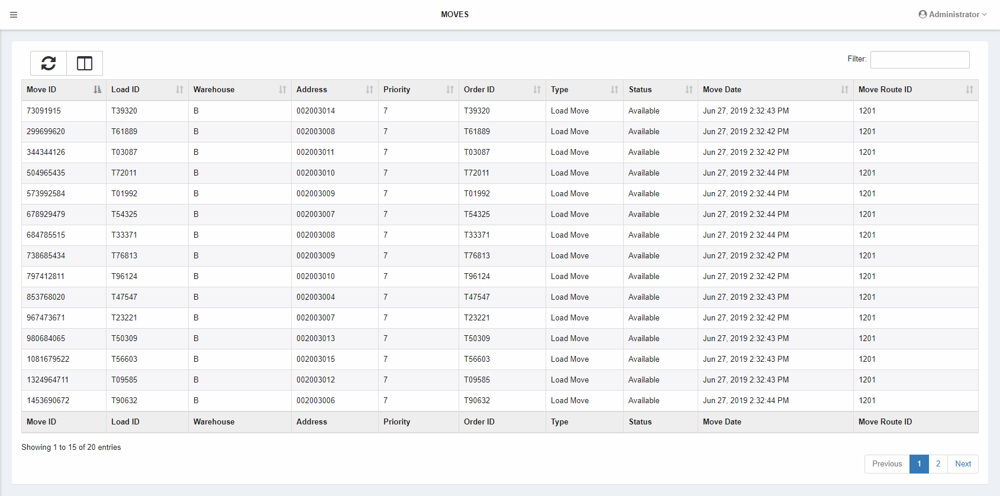 MOVES
Administrator
Filter:
Move ID Load ID Warehouse Address Priority Order ID Type Status Move Date Move Route ID
73091915 T39320 B 002003014 7 T39320 Load Move Available Jun 27, 2019 2:32:43 PM 1201
299699620 T61889 B 002003008 7 T61889 Load Move Available Jun 27, 2019 2:32:42 PM 1201
344344126 T03087 B 002003011 7 T03087 Load Move Available Jun 27, 2019 2:32:42 PM 1201
504965435 T72011 B 002003010 7 T72011 Load Move Available Jun 27, 2019 2:32:44 PM 1201
573992584 T01992 B 002003009 7 T01992 Load Move Available Jun 27, 2019 2:32:44 PM 1201
678929479 T54325 B 002003007 7 T54325 Load Move Available Jun 27, 2019 2:32:44 PM 1201
684785515 T33371 B 002003008 7 T33371 Load Move Available Jun 27, 2019 2:32:44 PM 1201
738685434 T76813 B 002003009 7 T76813 Load Move Available Jun 27, 2019 2:32:42 PM 1201
797412811 T96124 B 002003010 7 T96124 Load Move Available Jun 27, 2019 2:32:42 PM 1201
853768020 T47547 B 002003004 7 T47547 Load Move Available Jun 27, 2019 2:32:43 PM 1201
967473671 T23221 B 002003007 7 T23221 Load Move Available Jun 27, 2019 2:32:42 PM 1201
980684065 T50309 B 002003013 7 T50309 Load Move Available Jun 27, 2019 2:32:43 PM 1201
1081679522 T56603 B 002003015 7 T56603 Load Move Available Jun 27, 2019 2:32:43 PM 1201
1324964711 T09585 B 002003012 7 T09585 Load Move Available Jun 27, 2019 2:32:43 PM 1201
1453690672 T90632 B 002003006 7 T90632 Load Move Available Jun 27, 2019 2:32:44 PM 1201
Move ID Load ID Warehouse Address Priority Order ID Type Status Move Date Move Route ID
Showing 1 to 15 of 20 entries
Previous 1 2 Next